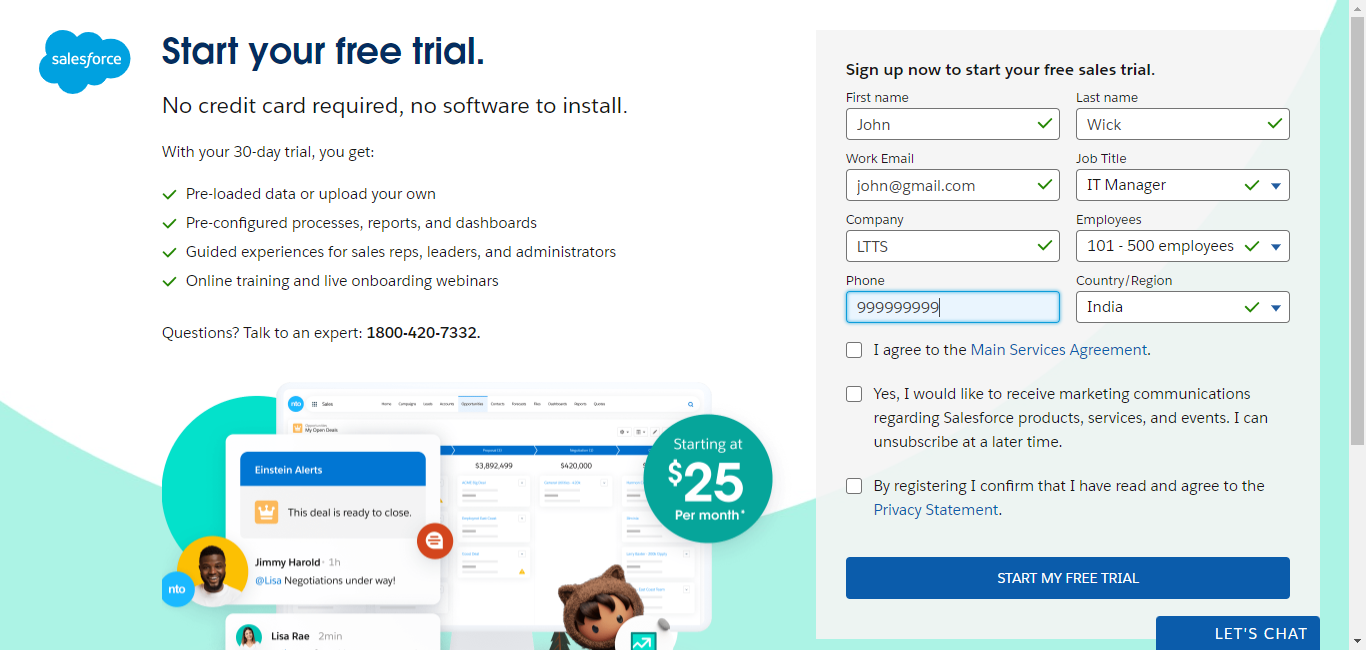 salesforce
Start your free trial.
No credit card required, no software to install.
With your 30-day trial, you get:
Pre-loaded data or upload your own
Pre-configured processes, reports, and dashboards
Guided experiences for sales reps, leaders, and administrators
Online training and live onboarding webinars
Questions? Talk to an expert: 1800-420-7332.
nto Sales Home Campaigns Leads Accounts Opportunities Contacts Forecasts Files Dashboards Reports Quotes
Opportunities
My Open Deals
$3,892,499 $420,000
Einstein Alerts
This deal is ready to close.
Jimmy Harold · 1h
@Lisa Negotiations under way!
nto
Lisa Rae 2min
Starting at
$25
Per month*
Sign up now to start your free sales trial.
First name Last name
John Wick
Work Email Job Title
john@gmail.com IT Manager
Company Employees
LTTS 101 - 500 employees
Phone Country/Region
999999999 India
I agree to the Main Services Agreement.
Yes, I would like to receive marketing communications
regarding Salesforce products, services, and events. I can
unsubscribe at a later time.
By registering I confirm that I have read and agree to the
Privacy Statement.
START MY FREE TRIAL
LET'S CHAT